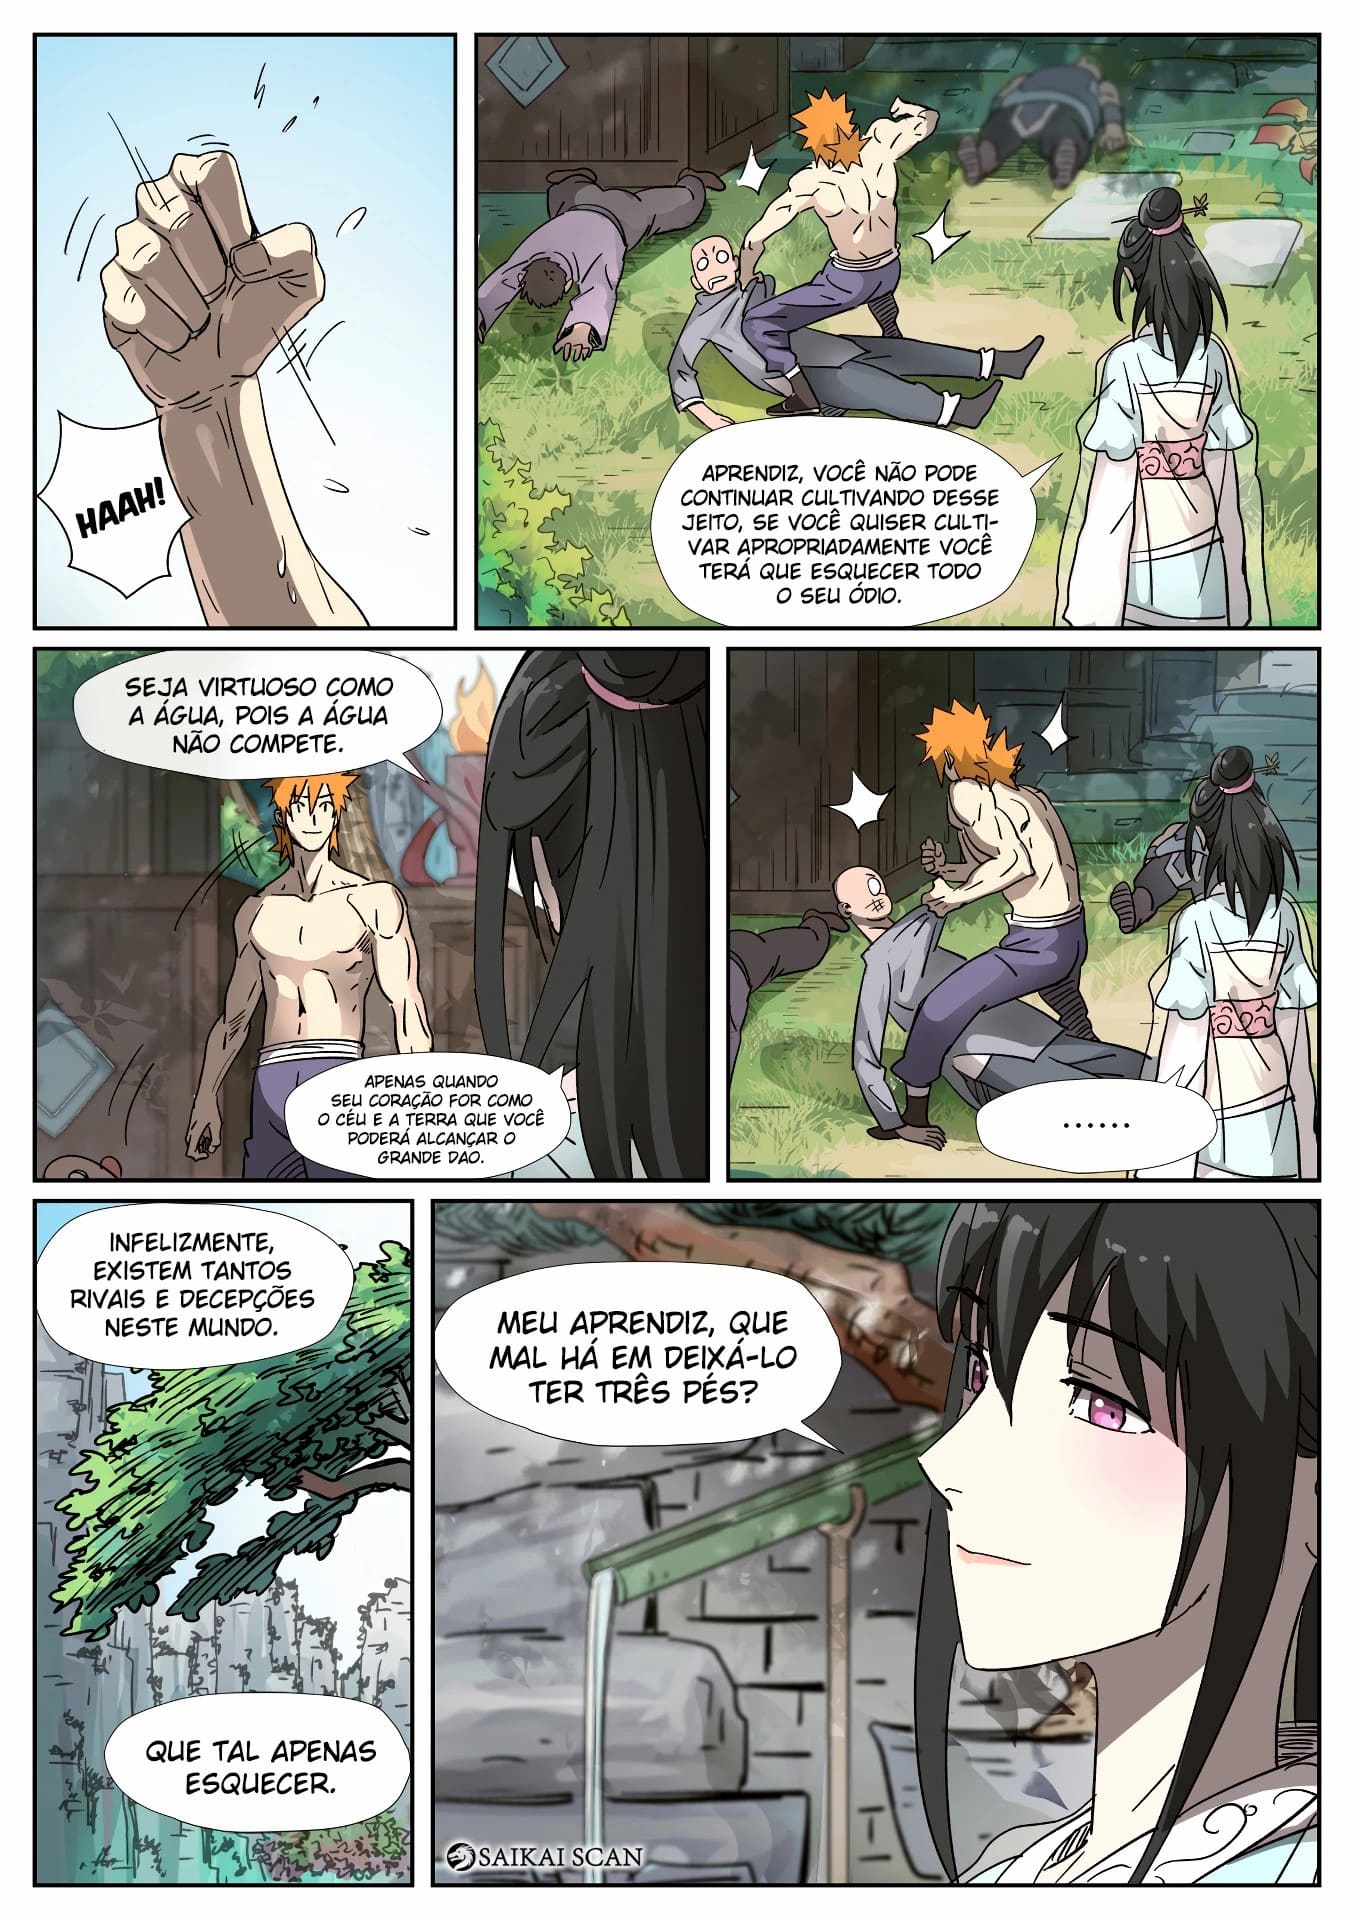 HAAH!
APRENDIZ, VOCÊ NÃO PODE
CONTINUAR CULTIVANDO DESSE
JEITO, SE VOCÊ QUISER CULTI-
VAR APROPRIADAMENTE VOCÊ
TERÁ QUE ESQUECER TODO
O SEU ÓDIO.
SEJA VIRTUOSO COMO
A ÁGUA, POIS A ÁGUA
NÃO COMPETE.
APENAS QUANDO
SEU CORAÇÃO FOR COMO
O CÉU E A TERRA QUE VOCÊ
PODERÁ ALCANÇAR O
GRANDE DAO.
......
INFELIZMENTE,
EXISTEM TANTOS
RIVAIS E DECEPÇÕES
NESTE MUNDO.
QUE TAL APENAS
ESQUECER.
MEU APRENDIZ, QUE
MAL HÁ EM DEIXÁ-LO
TER TRÊS PÉS?
SAIKAI SCAN